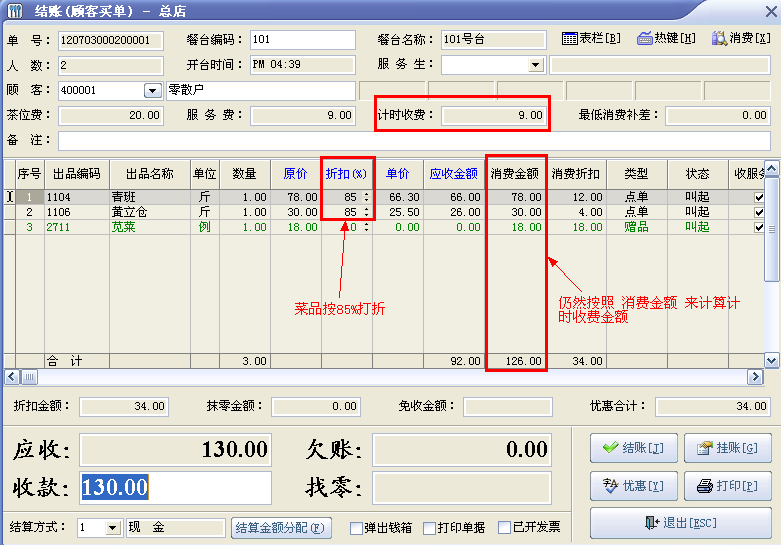 结账(顾客买单) - 总店
单 号: 120703000200001 餐台编码: 101 餐台名称: 101号台 表栏[B] 热键[H] 消费[X]
人 数: 2 开台时间: PM 04:39 服 务 生:
顾 客: 400001 零散户
茶位费: 20.00 服 务 费: 9.00 计时收费: 9.00 最低消费补差: 0.00
备 注:
序号 出品编码 出品名称 单位 数量 原价 折扣(%) 单价 应收金额 消费金额 消费折扣 类型 状态 收服务
1 1104 青班 斤 1.00 78.00 85 66.30 66.00 78.00 12.00 点单 叫起
2 1106 黄立仓 斤 1.00 30.00 85 25.50 26.00 30.00 4.00 点单 叫起
3 2711 苋菜 例 1.00 18.00 0 0.00 0.00 18.00 18.00 赠品 叫起
菜品按85%打折
仍然按照 消费金额 来计算计
时收费金额
合 计 3.00 92.00 126.00 34.00
折扣金额: 34.00 抹零金额: 0.00 免收金额: 优惠合计: 34.00
应收: 130.00 欠账: 0.00 结账[J] 挂账[G]
收款: 130.00 找零: 优惠[Y] 打印[P]
结算方式: 1 现 金 结算金额分配(F) 弹出钱箱 打印单据 已开发票 退出[ESC]